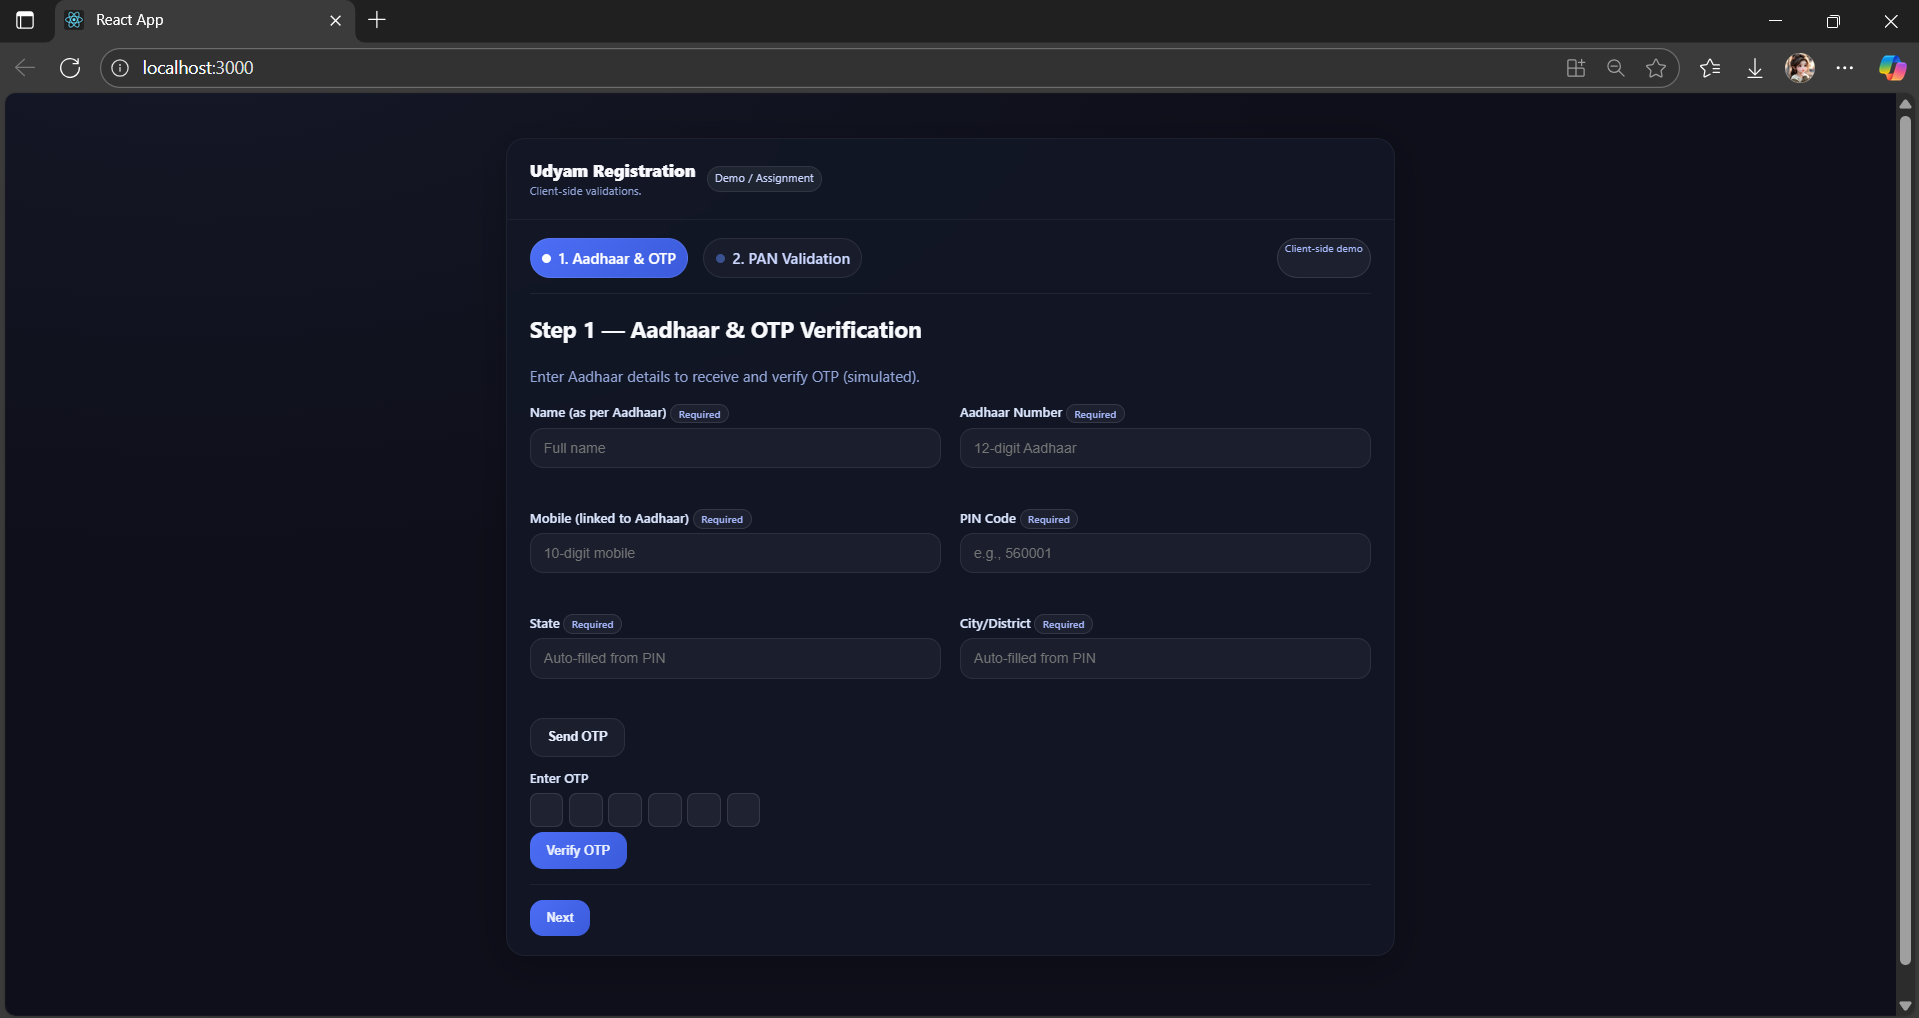 React App
localhost:3000
Udyam Registration
Client-side validations.
Demo / Assignment
1. Aadhaar & OTP
2. PAN Validation
Client-side demo
Step 1 — Aadhaar & OTP Verification
Enter Aadhaar details to receive and verify OTP (simulated).
Name (as per Aadhaar) Required
Full name
Aadhaar Number Required
12-digit Aadhaar
Mobile (linked to Aadhaar) Required
10-digit mobile
PIN Code Required
e.g., 560001
State Required
Auto-filled from PIN
City/District Required
Auto-filled from PIN
Send OTP
Enter OTP
Verify OTP
Next